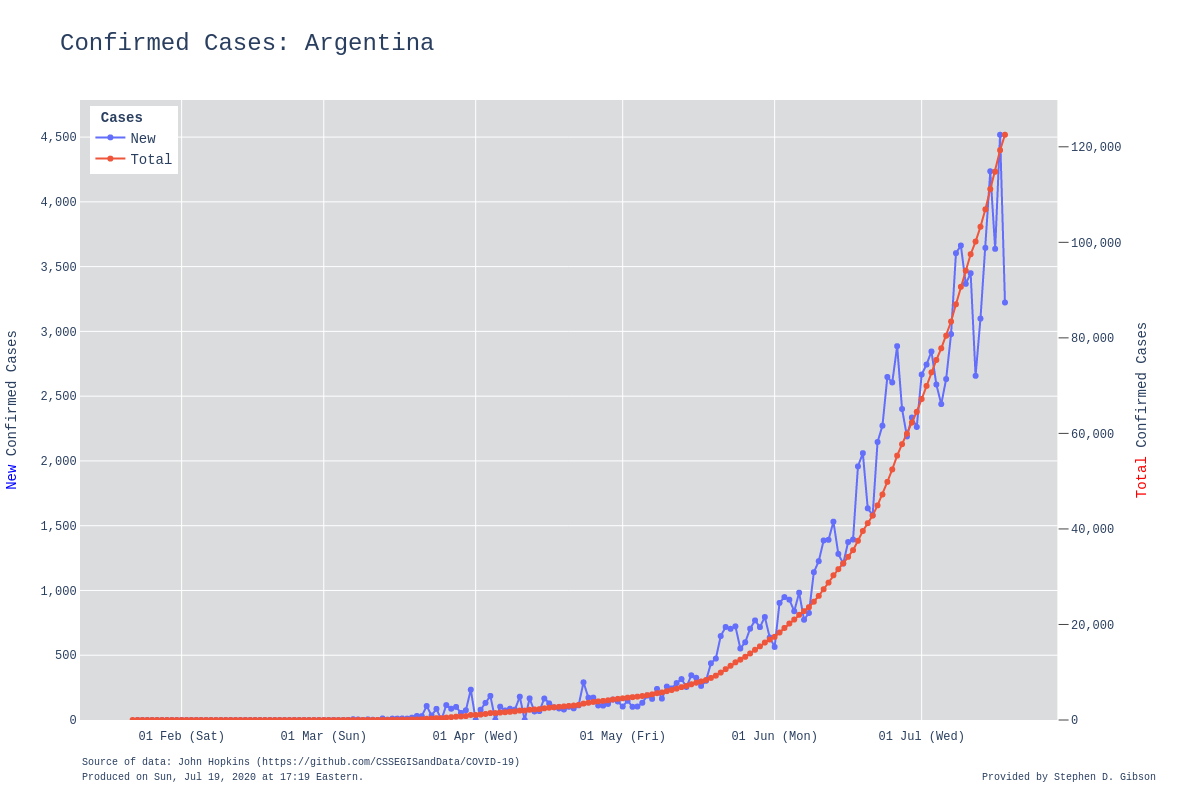 Confirmed Cases: Argentina
Cases
New
Total
4,500
4,000
3,500
3,000
2,500
2,000
1,500
1,000
500
0
New Confirmed Cases
120,000
100,000
80,000
60,000
40,000
20,000
0
Total Confirmed Cases
01 Feb (Sat) 01 Mar (Sun) 01 Apr (Wed) 01 May (Fri) 01 Jun (Mon) 01 Jul (Wed)
Source of data: John Hopkins (https://github.com/CSSEGISandData/COVID-19)
Produced on Sun, Jul 19, 2020 at 17:19 Eastern.
Provided by Stephen D. Gibson